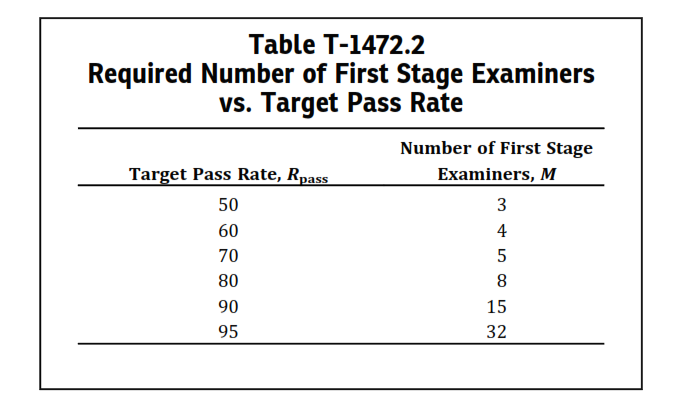 Table T-1472.2
Required Number of First Stage Examiners
vs. Target Pass Rate
Number of First Stage
Target Pass Rate, Rpass Examiners, M
50 3
60 4
70 5
80 8
90 15
95 32